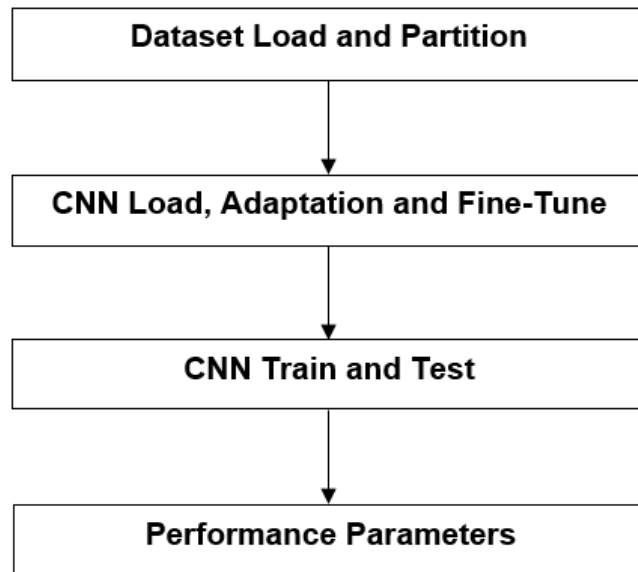 Dataset Load and Partition
CNN Load, Adaptation and Fine-Tune
CNN Train and Test
Performance Parameters